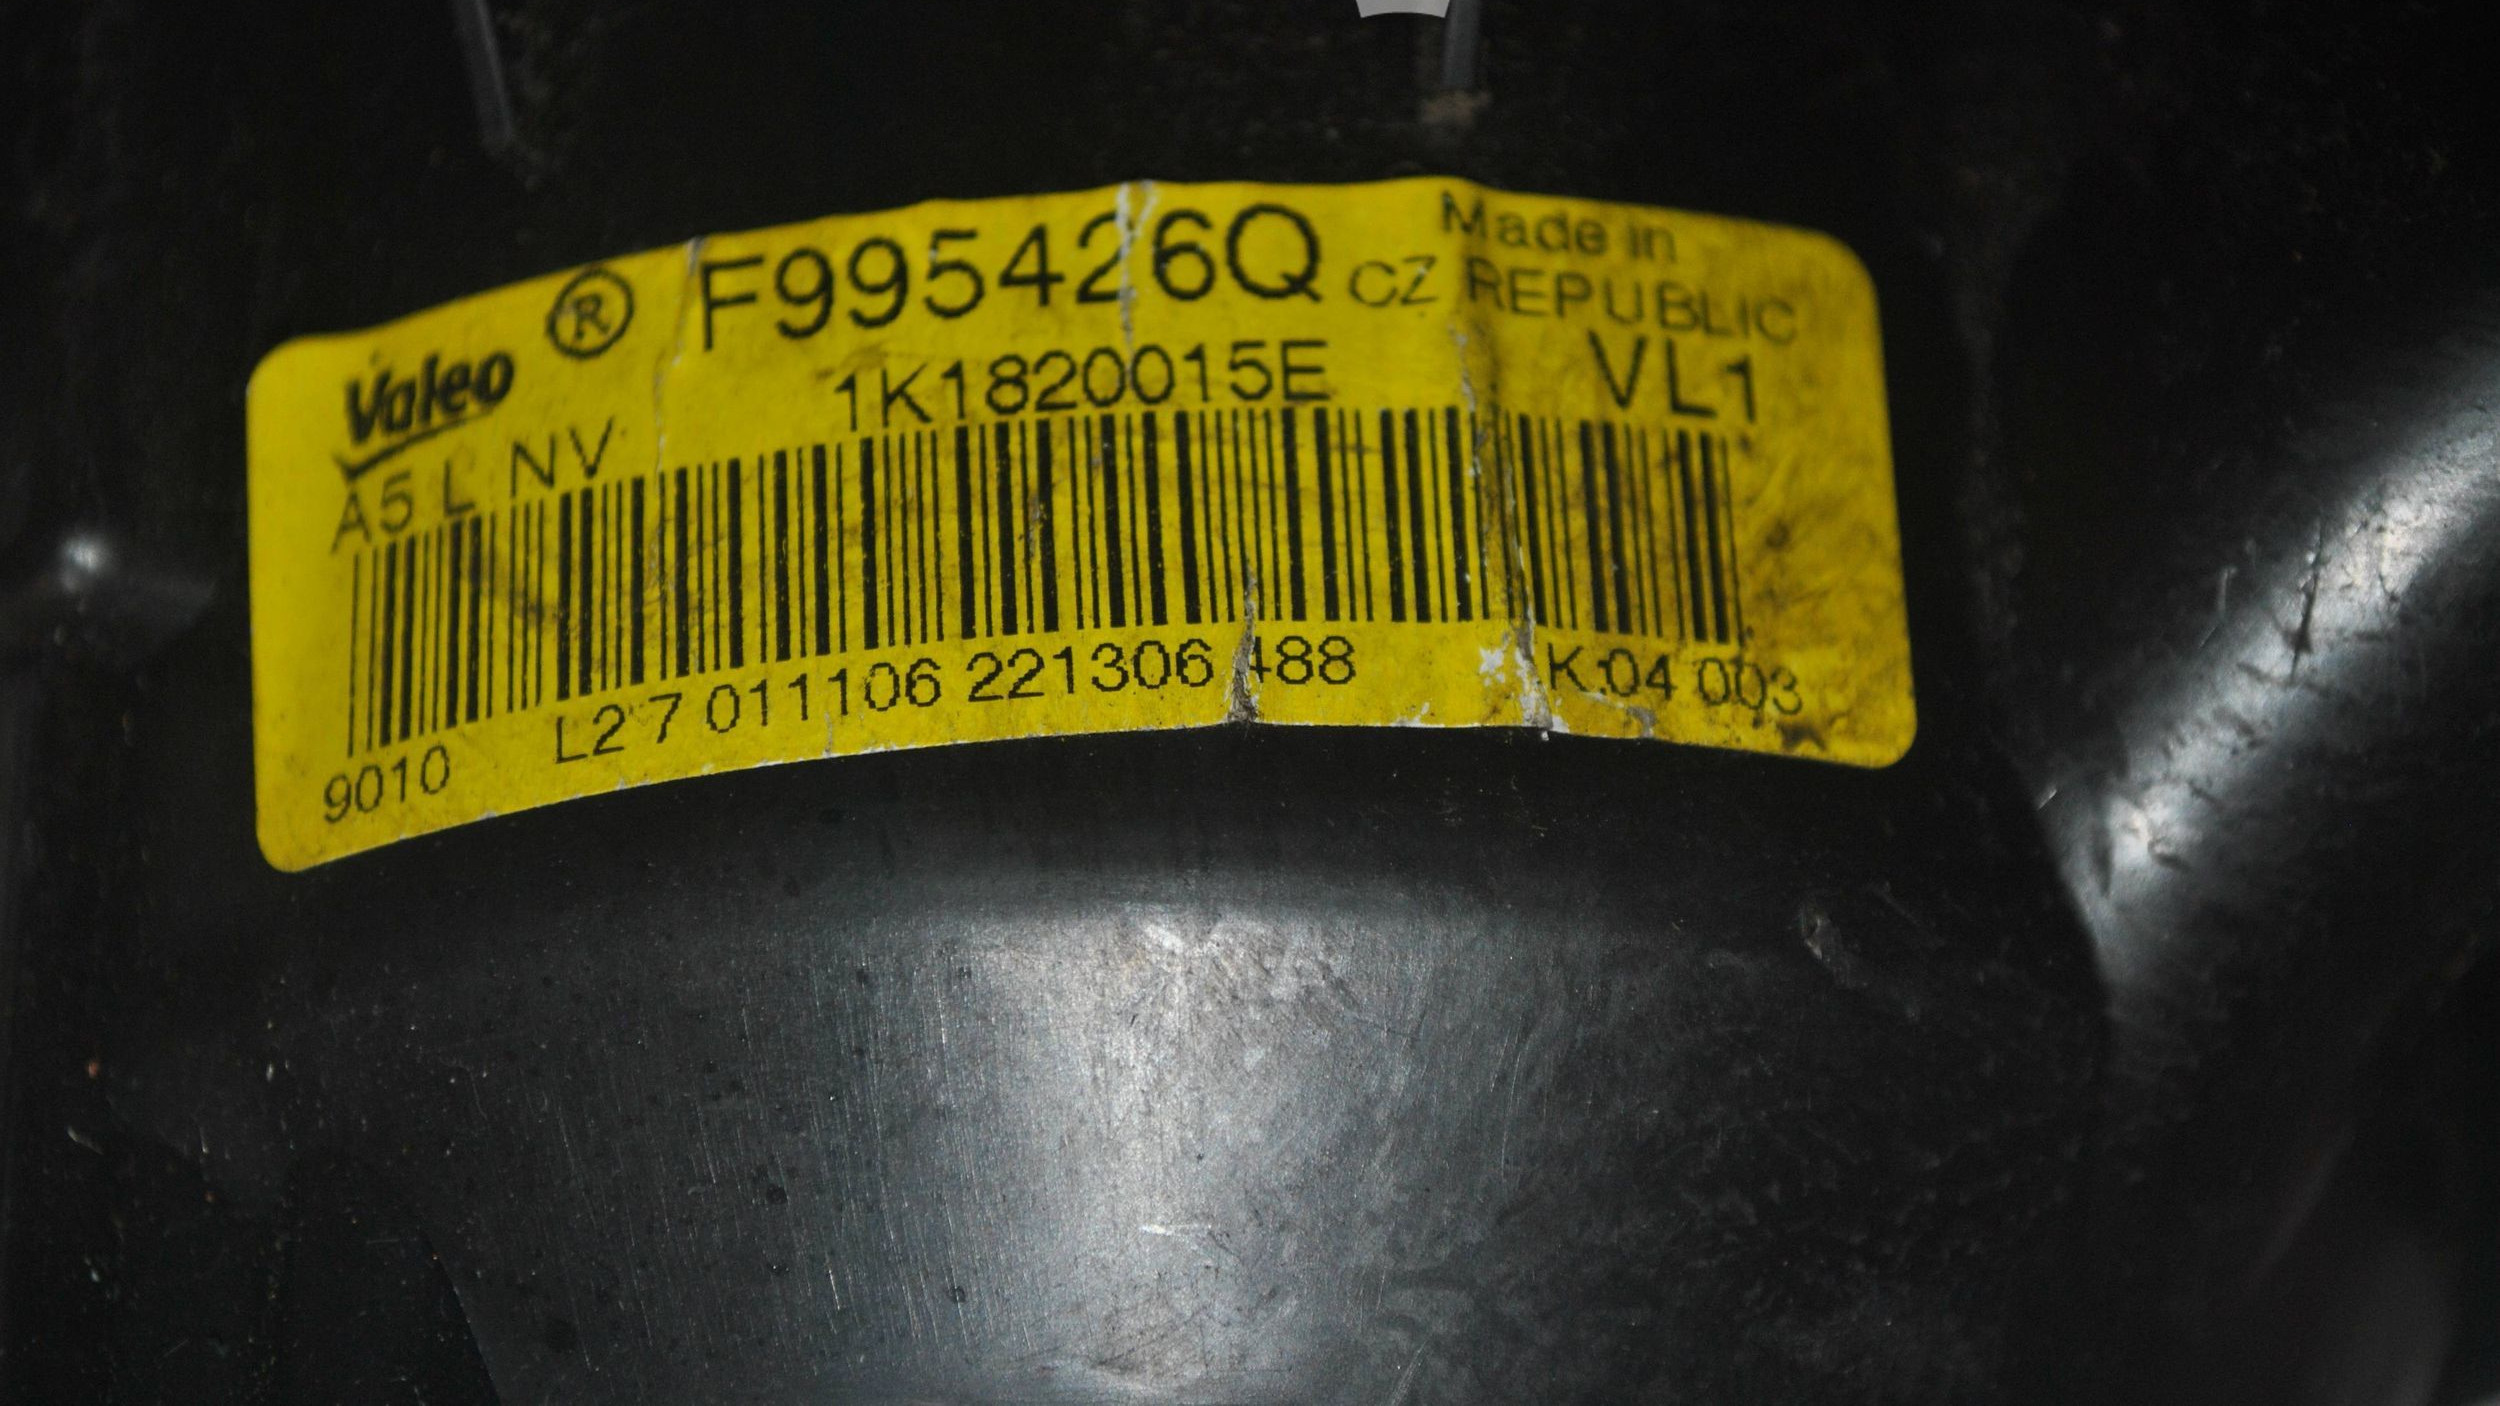 Valeo ® F995426Q CZ Made in
REPUBLIC
1K1820015E VL1
A5 L NV
9010 L2 7 011106 221306 488 K:04 003